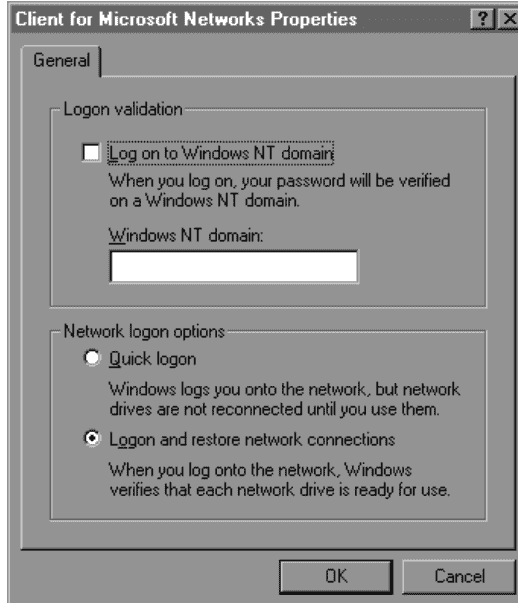 Client for Microsoft Networks Properties
General
Logon validation
Log on to Windows NT domain
When you log on, your password will be verified
on a Windows NT domain.
Windows NT domain:
Network logon options
Quick logon
Windows logs you onto the network, but network
drives are not reconnected until you use them.
Logon and restore network connections
When you log onto the network, Windows
verifies that each network drive is ready for use.
OK
Cancel